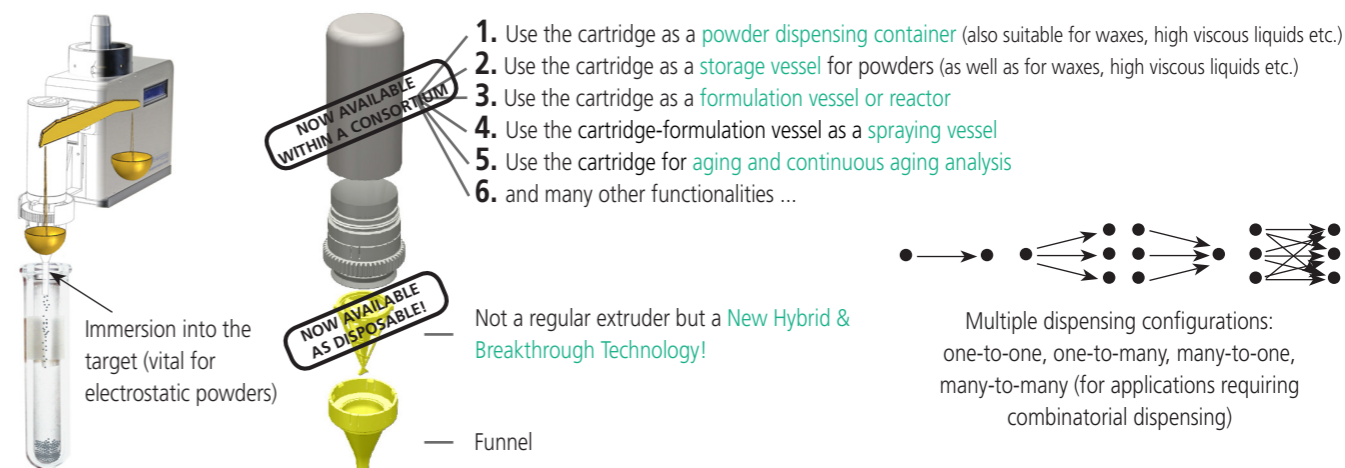 1. Use the cartridge as a powder dispensing container (also suitable for waxes, high viscous liquids etc.)
2. Use the cartridge as a storage vessel for powders (as well as for waxes, high viscous liquids etc.)
3. Use the cartridge as a formulation vessel or reactor
4. Use the cartridge-formulation vessel as a spraying vessel
5. Use the cartridge for aging and continuous aging analysis
6. and many other functionalities ...
NOW AVAILABLE
WITHIN A CONSORTIUM
NOW AVAILABLE
AS DISPOSABLE!
Immersion into the
target (vital for
electrostatic powders)
Not a regular extruder but a New Hybrid &
Breakthrough Technology!
Funnel
Multiple dispensing configurations:
one-to-one, one-to-many, many-to-one,
many-to-many (for applications requiring
combinatorial dispensing)